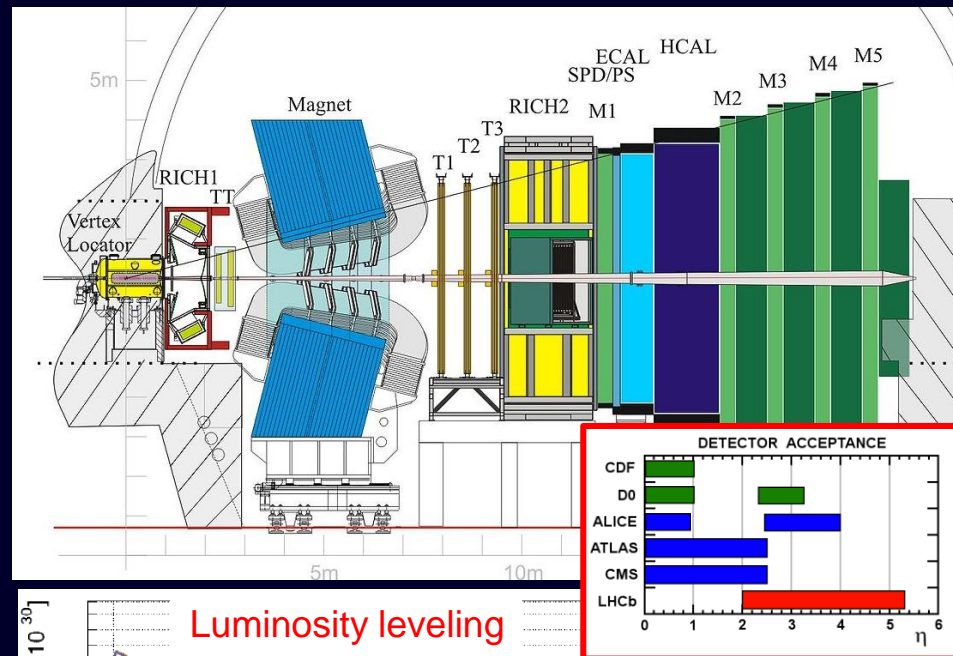 5m
Vertex
Locator
RICH1
TT
Magnet
T1
T2
T3
RICH2
SPD/PS
M1
ECAL
HCAL
M2
M3
M4
M5
5m
10m
DETECTOR ACCEPTANCE
CDF
D0
ALICE
ATLAS
CMS
LHCb
0 1 2 3 4 5 6
η
Luminosity leveling
10 30]